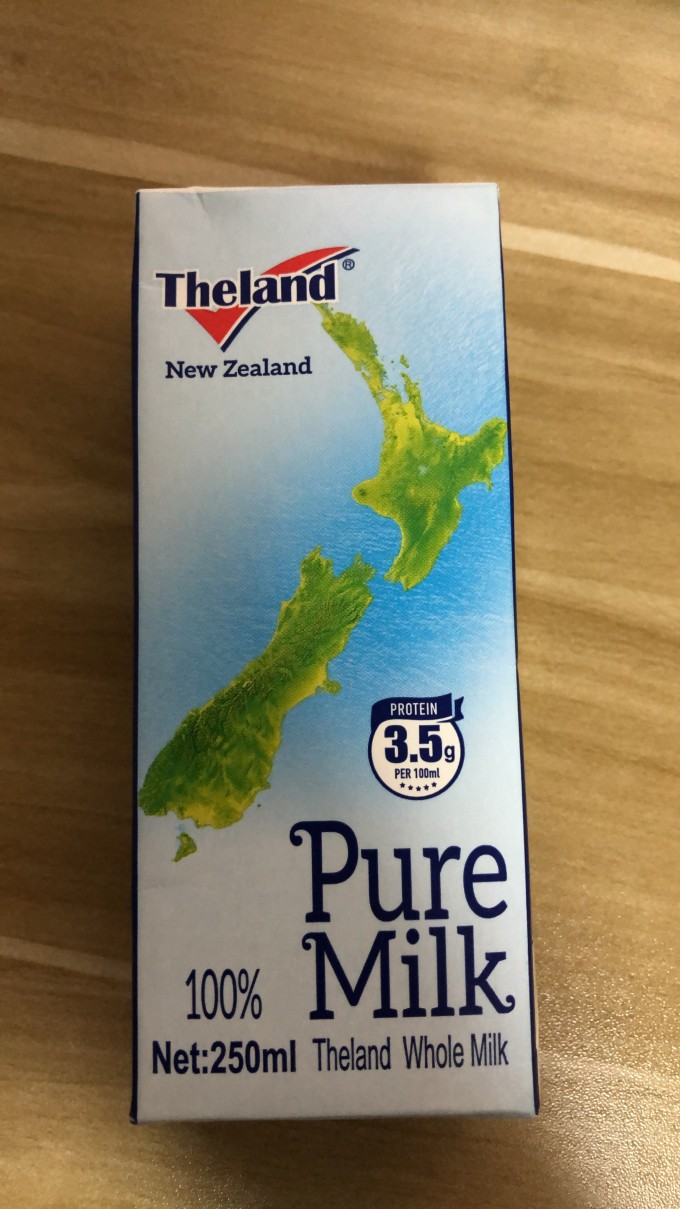 Theland®
New Zealand
PROTEIN
3.5g
PER 100ml
Pure
100% Milk
Net:250ml Theland Whole Milk